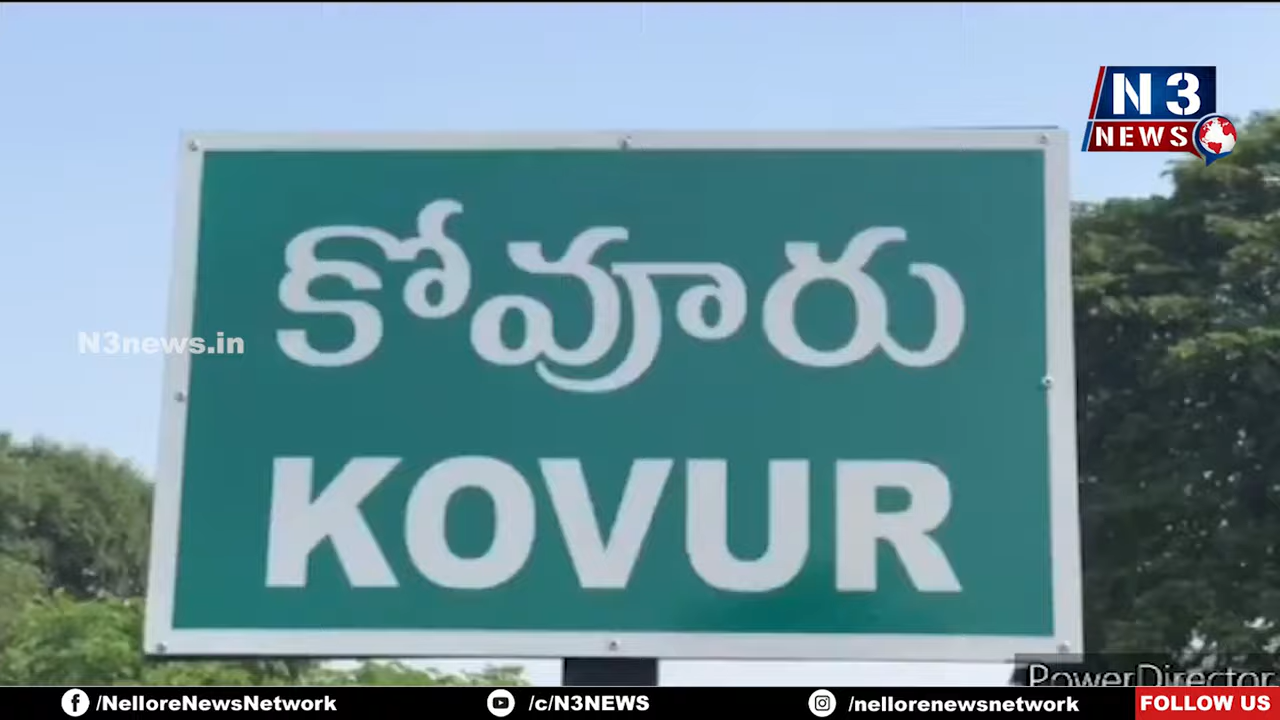 N3
NEWS
కోవూరు
N3news.in
KOVUR
PowerDirector
/NelloreNewsNetwork
/c/N3NEWS
/nellorenewsnetwork
FOLLOW US